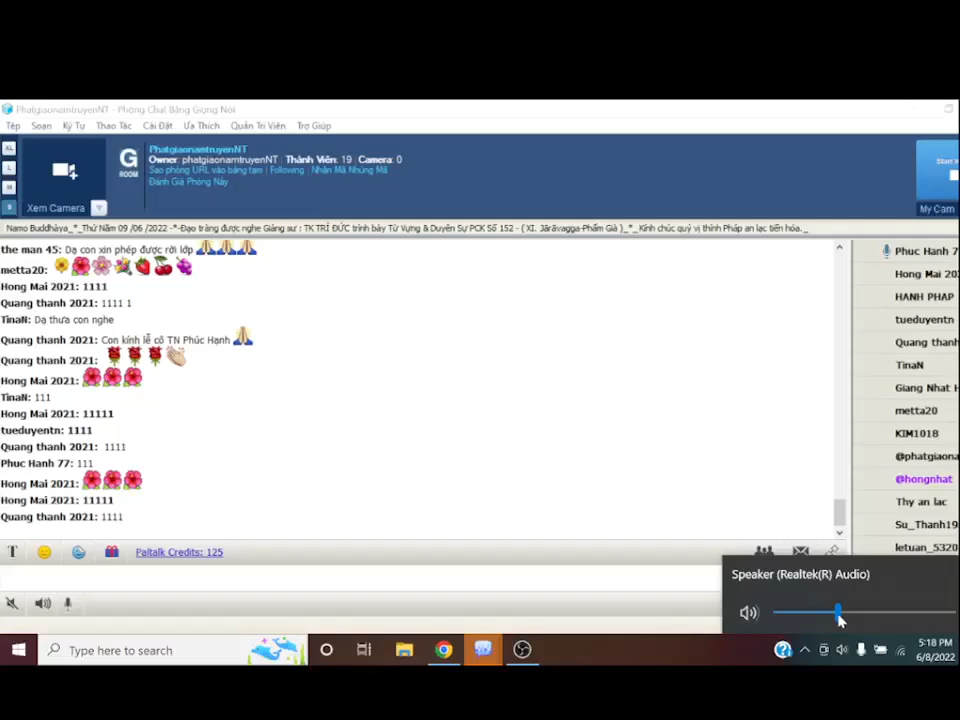 PhatgiaonamtruyenNT - Phòng Chat Bằng Giọng Nói
Tệp Soạn Ký Tự Thao Tác Cài Đặt Ưa Thích Quản Trị Viên Trợ Giúp
XL
L
M
S
Xem Camera
G
ROOM
PhatgiaonamtruyenNT
Owner: phatgiaonamtruyenNT | Thành Viên: 19 | Camera: 0
Sao phỏng URL vào bảng tạm | Following | Nhận Mã Nhúng Mã
Đánh Giá Phòng Này
Start
My Cam
Namo Buddhàya_*_Thứ Năm 09 /06 /2022 -*-Đạo tràng được nghe Giảng sư : TK TRÍ ĐỨC trình bày Từ Vựng & Duyên Sự PCK Số 152 - ( XI. Jārāvagga-Phẩm Già )_*_ Kính chúc quý vị thính Pháp an lạc tiến hóa._
the man 45: Dạ con xin phép được rời lớp
metta20:
Hong Mai 2021: 1111
Quang thanh 2021: 1111 1
TinaN: Dạ thưa con nghe
Quang thanh 2021: Con kính lễ cô TN Phúc Hạnh
Quang thanh 2021:
Hong Mai 2021:
TinaN: 111
Hong Mai 2021: 11111
tueduyentn: 1111
Quang thanh 2021: 1111
Phuc Hanh 77: 111
Hong Mai 2021:
Hong Mai 2021: 11111
Quang thanh 2021: 1111
Phuc Hanh 7
Hong Mai 202
HANH PHAP
tueduyentn
Quang thanh
TinaN
Giang Nhat H
metta20
KIM1018
@phatgiaona
@hongnhat
Thy an lac
Su_Thanh19
letuan_5320
T Paltalk Credits: 125
Speaker (Realtek(R) Audio)
Type here to search
5:18 PM
6/8/2022